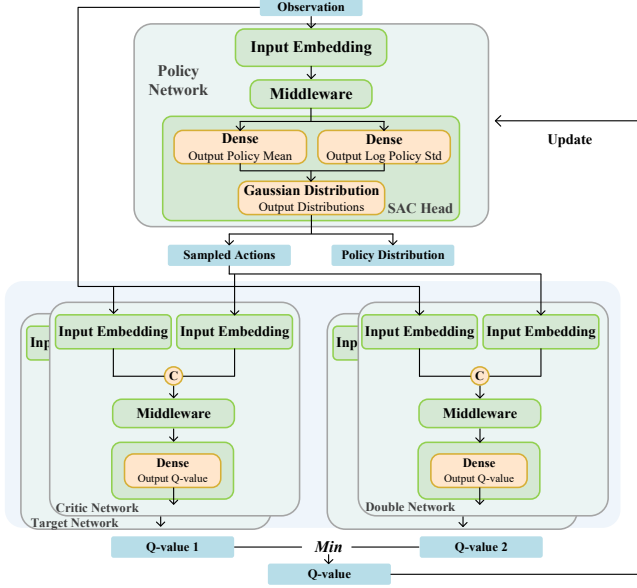 Observation
Input Embedding
Policy
Network
Middleware
Dense
Output Policy Mean
Dense
Output Log Policy Std
Gaussian Distribution
Output Distributions
SAC Head
Update
Sampled Actions
Policy Distribution
Inp
Input Embedding
Input Embedding
Inp
Input Embedding
Input Embedding
C
C
Middleware
Middleware
Dense
Output Q-value
Dense
Output Q-value
Critic Network
Target Network
Double Network
Q-value 1
Min
Q-value 2
Q-value